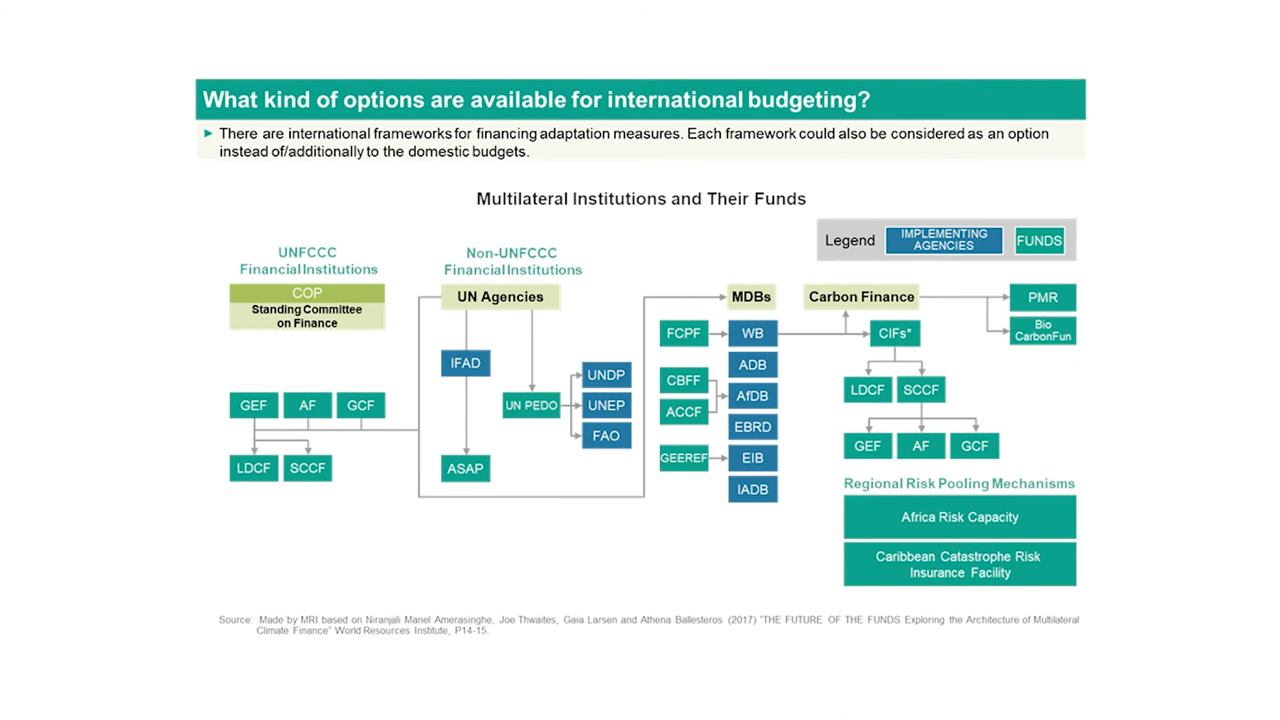 What kind of options are available for international budgeting?
There are international frameworks for financing adaptation measures. Each framework could also be considered as an option
instead of/additionally to the domestic budgets.
Multilateral Institutions and Their Funds
Legend
IMPLEMENTING
AGENCIES
FUNDS
UNFCCC
Financial Institutions
COP
Standing Committee
on Finance
GEF
AF
GCF
LDCF
SCCF
Non-UNFCCC
Financial Institutions
UN Agencies
IFAD
UN PEDO
UNDP
UNEP
FAO
ASAP
MDBs
FCPF
WB
ADB
CBFF
AfDB
ACCF
EBRD
GEEREF
EIB
IADB
Carbon Finance
PMR
Bio
CarbonFun
CIFs*
LDCF
SCCF
GEF
AF
GCF
Regional Risk Pooling Mechanisms
Africa Risk Capacity
Caribbean Catastrophe Risk
Insurance Facility
Source: Made by MRI based on Niranjali Manel Amerasinghe, Joe Thwaites, Gaia Larsen and Athena Ballesteros (2017) "THE FUTURE OF THE FUNDS Exploring the Architecture of Multilateral
Climate Finance" World Resources Institute, P14-15.